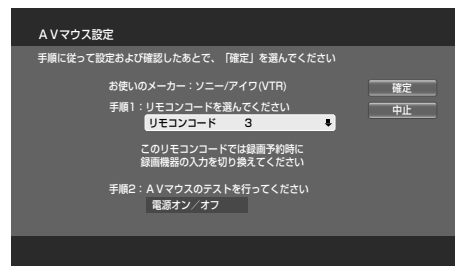 AVマウス設定
手順に従って設定および確認したあとで、「確定」を選んでください
お使いのメーカー：ソニー/アイワ(VTR)
確定
手順1：リモコンコードを選んでください
中止
リモコンコード 3
このリモコンコードでは録画予約時に
録画機器の入力を切り換えてください
手順2：AVマウスのテストを行ってください
電源オン／オフ